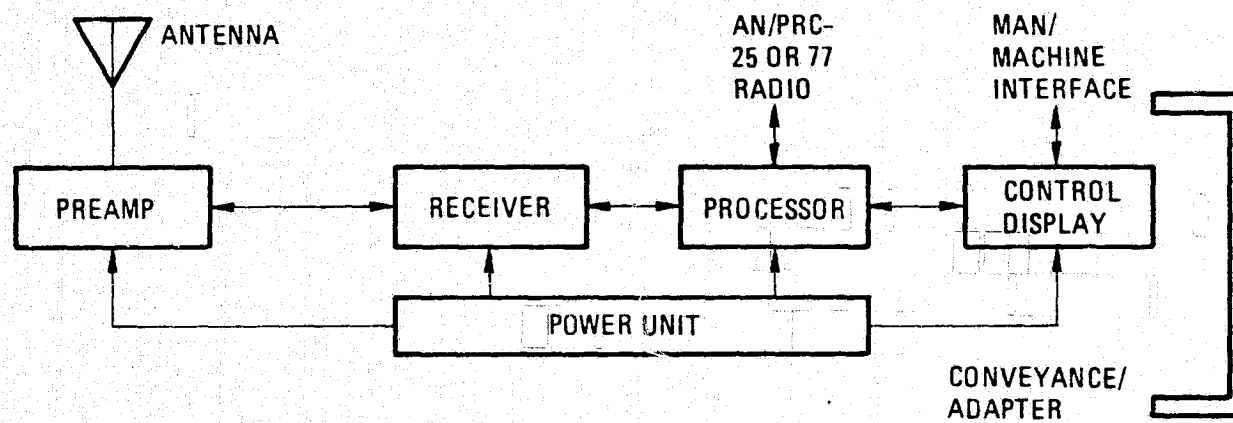 ANTENNA
AN/PRC-
25 OR 77
RADIO
MAN/
MACHINE
INTERFACE
PREAMP
RECEIVER
PROCESSOR
CONTROL
DISPLAY
POWER UNIT
CONVEYANCE/
ADAPTER